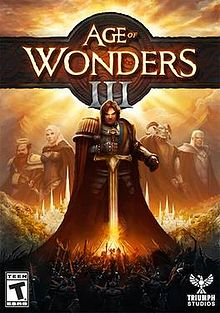 AGE OF
WONDERS
III
TEEN
T
ESRB
TRIUMPH
STUDIOS